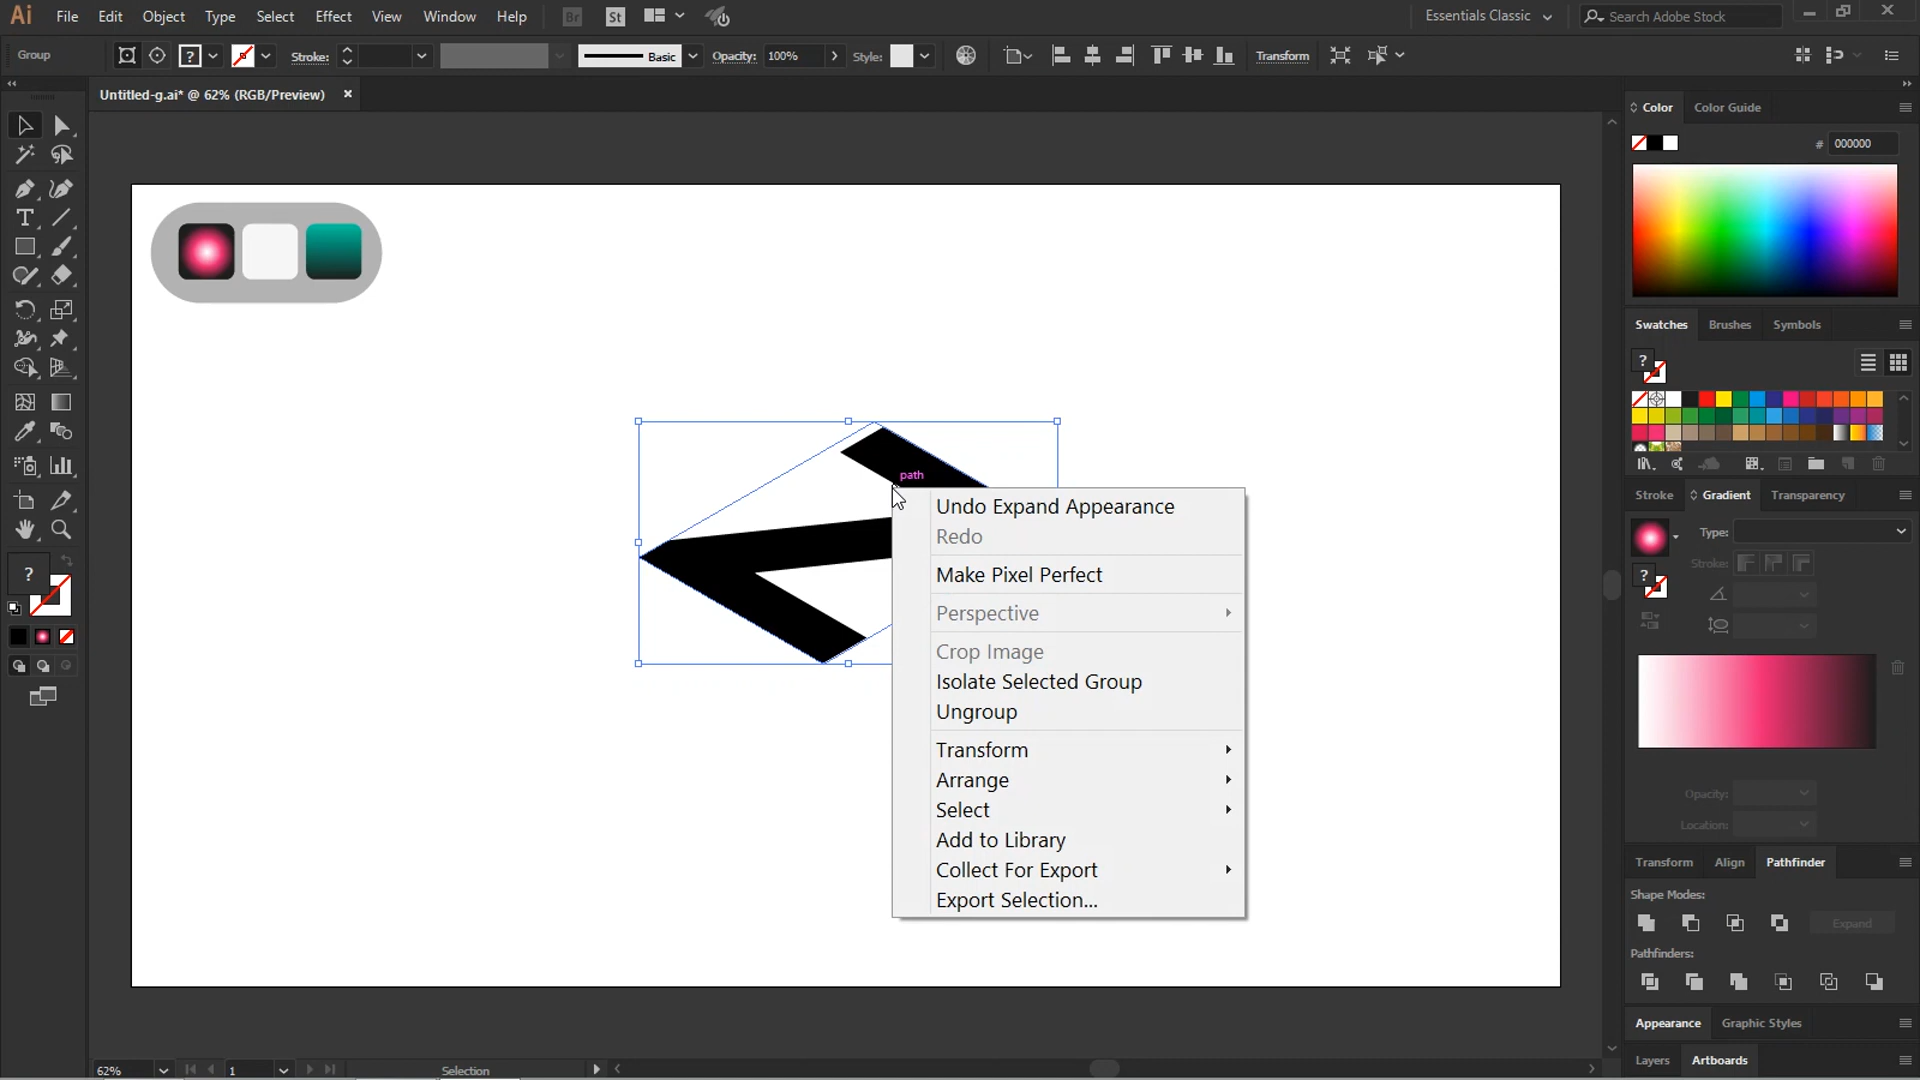 Ai File Edit Object Type Select Effect View Window Help Br St Essentials Classic Search Adobe Stock
Group ? Stroke: Basic Opacity: 100% Style: Transform
Untitled-g.ai* @ 62% (RGB/Preview) ×
Color Color Guide
# 000000
Swatches Brushes Symbols
?
path
Undo Expand Appearance
Redo
Make Pixel Perfect
Perspective
Crop Image
Isolate Selected Group
Ungroup
Transform
Arrange
Select
Add to Library
Collect For Export
Export Selection...
Stroke Gradient Transparency
Type:
Stroke:
?
?
Opacity:
Location:
Transform Align Pathfinder
Shape Modes:
Expand
Pathfinders:
Appearance Graphic Styles
Layers Artboards
62% 1 Selection